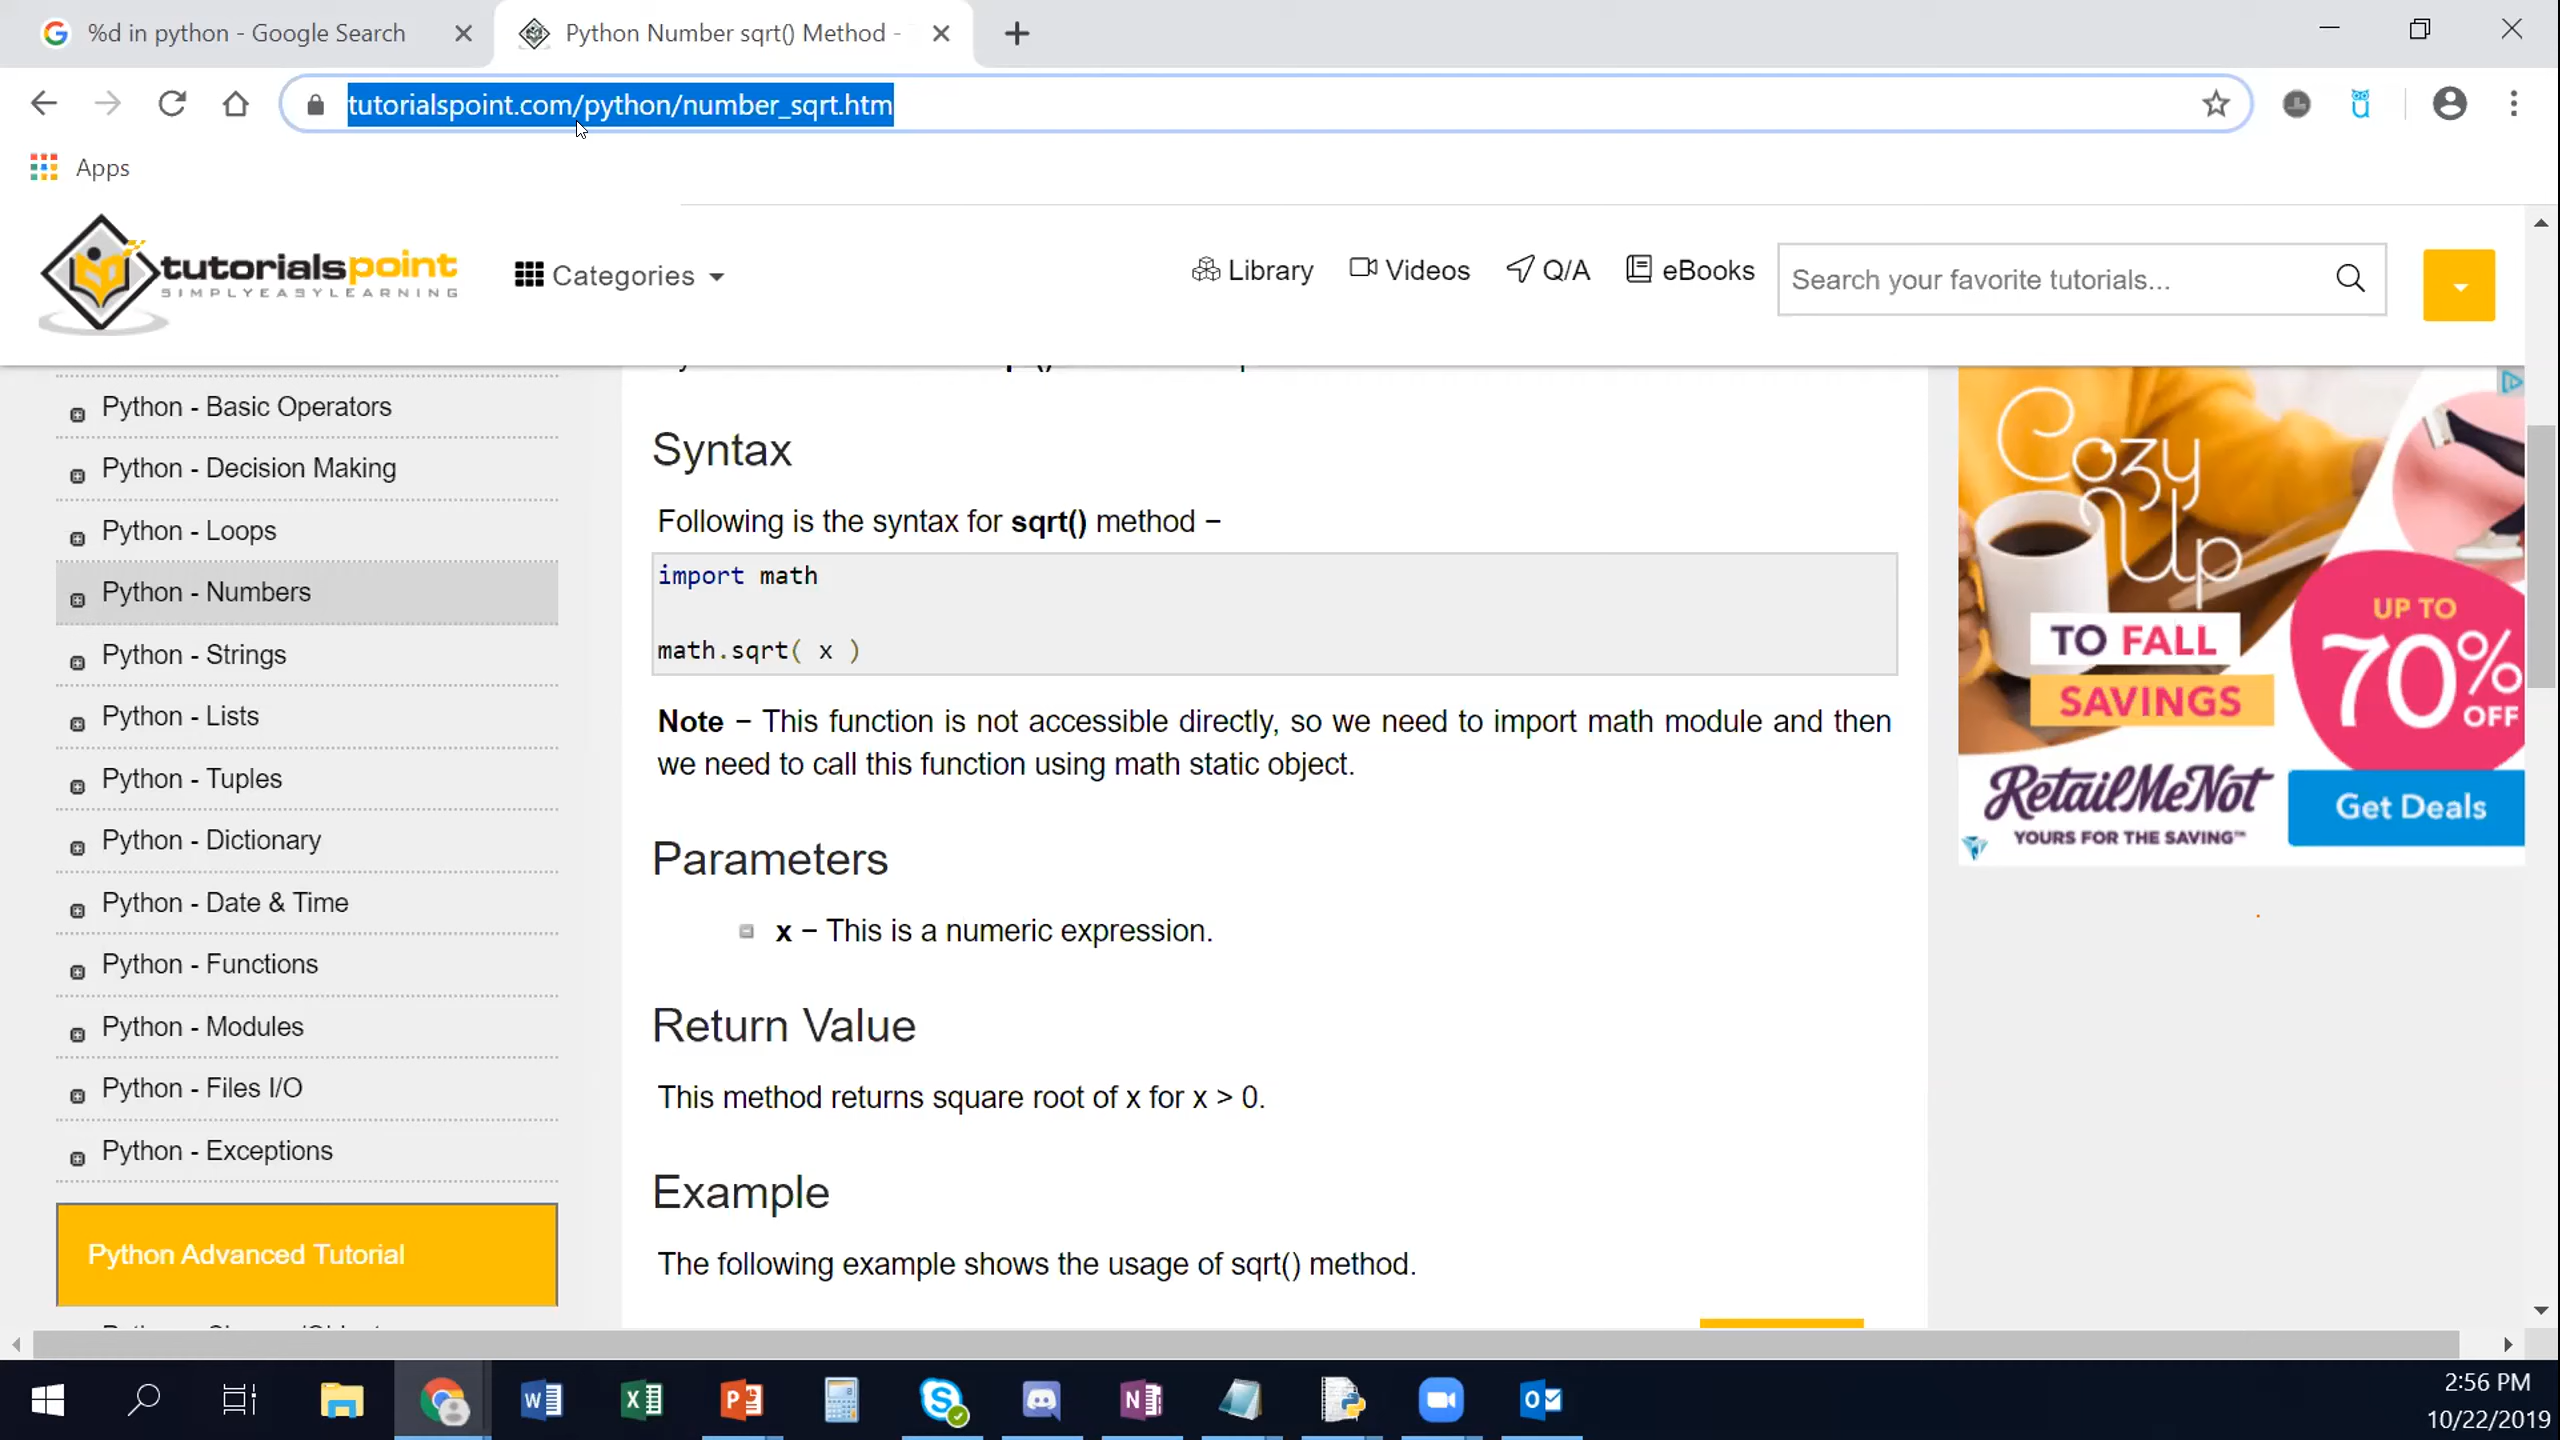 %d in python - Google Search
Python Number sqrt() Method -
tutorialspoint.com/python/number_sqrt.htm
Apps
tutorialspoint
SIMPLYEASYLEARNING
Categories
Library
Videos
Q/A
eBooks
Search your favorite tutorials...
Python - Basic Operators
Python - Decision Making
Python - Loops
Python - Numbers
Python - Strings
Python - Lists
Python - Tuples
Python - Dictionary
Python - Date & Time
Python - Functions
Python - Modules
Python - Files I/O
Python - Exceptions
Python Advanced Tutorial
Syntax
Following is the syntax for sqrt() method −
import math
math.sqrt( x )
Note − This function is not accessible directly, so we need to import math module and then
we need to call this function using math static object.
Parameters
x − This is a numeric expression.
Return Value
This method returns square root of x for x > 0.
Example
The following example shows the usage of sqrt() method.
Cozy
Up
TO FALL
SAVINGS
UP TO
70%
OFF
RetailMeNot
YOURS FOR THE SAVING™
Get Deals
2:56 PM
10/22/2019